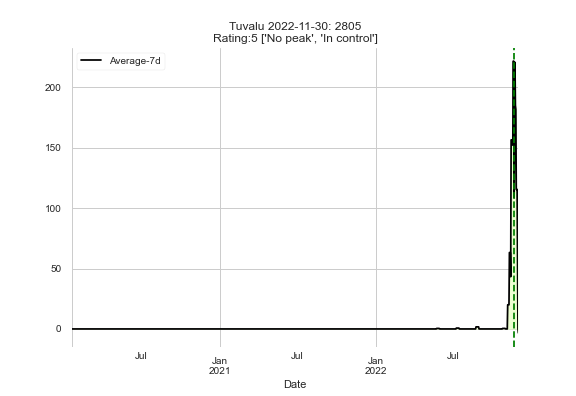 Tuvalu 2022-11-30: 2805
Rating:5 ['No peak', 'In control']
Average-7d
200
150
100
50
0
Jul
Jan
2021
Jul
Jan
2022
Jul
Date